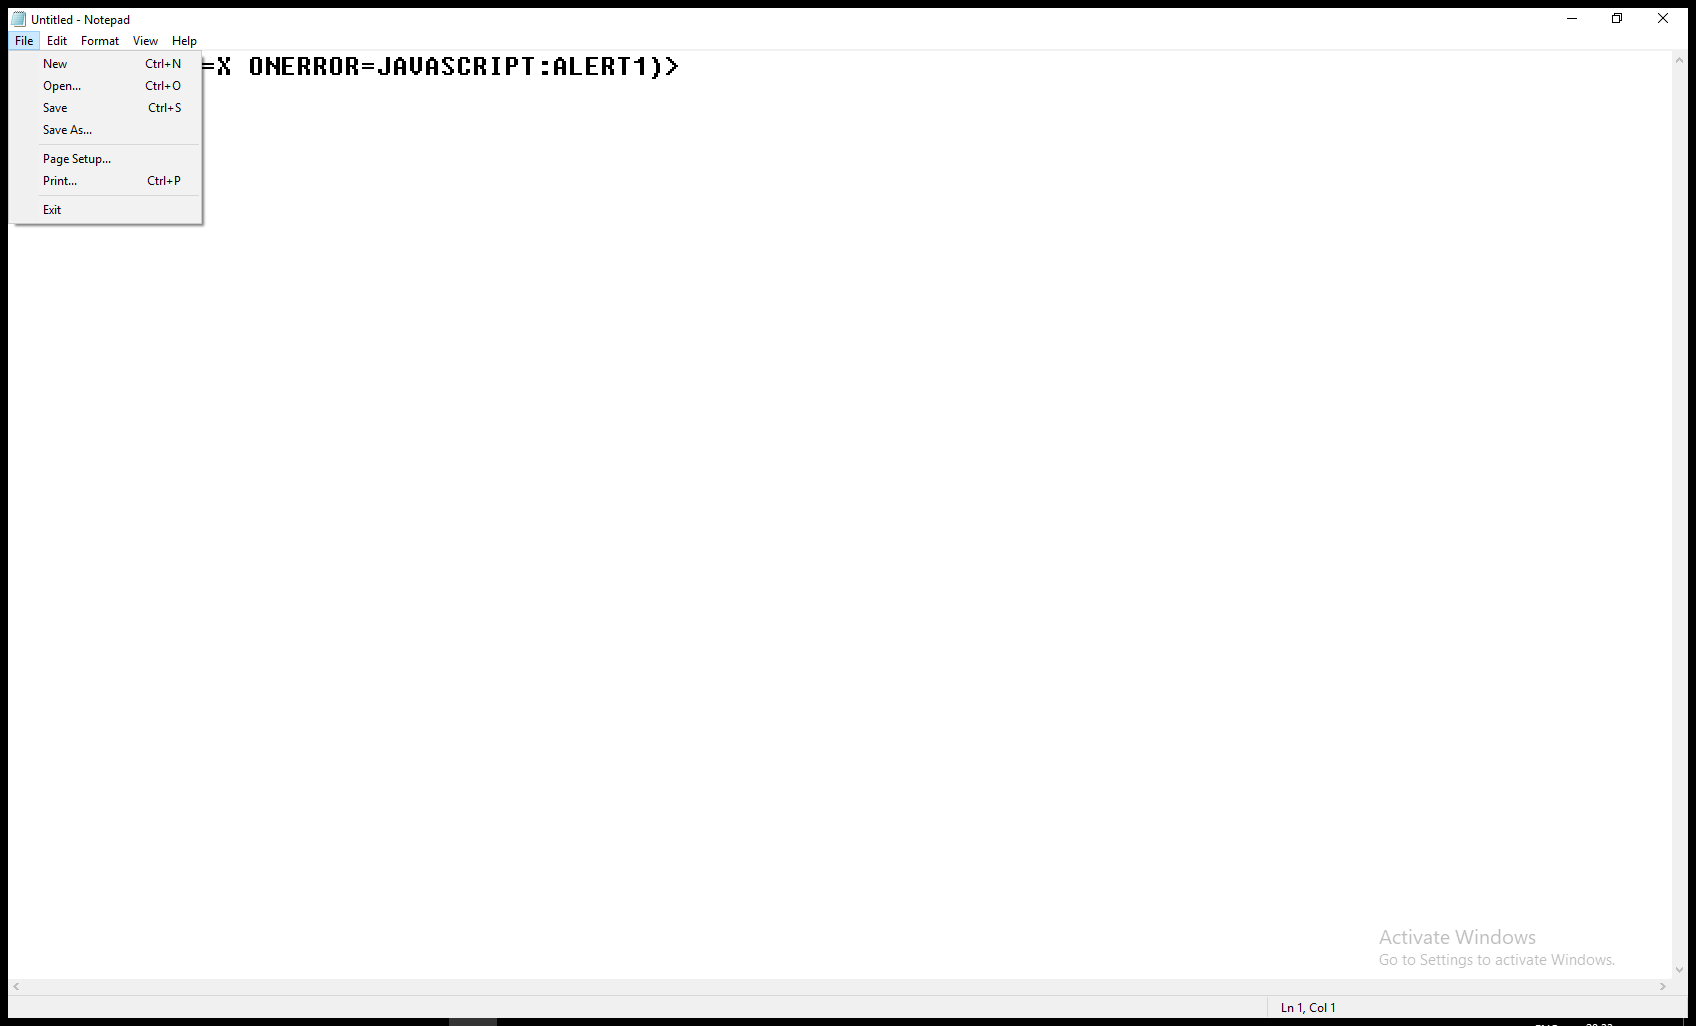 Untitled - Notepad
File Edit Format View Help
=X ONERROR=JAVASCRIPT:ALERT1)>
New Ctrl+N
Open... Ctrl+O
Save Ctrl+S
Save As...
Page Setup...
Print... Ctrl+P
Exit
Activate Windows
Go to Settings to activate Windows.
Ln 1, Col 1